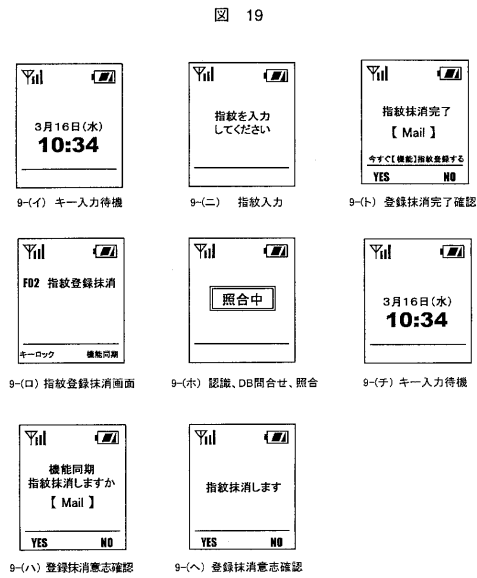 図 19
3月16日(水)
10:34
9-(イ) キー入力待機
指紋を入力
してください
9-(ニ) 指紋入力
指紋抹消完了
【 Mail 】
今すぐ【機能】指紋登録する
YES NO
9-(ト) 登録抹消完了確認
F02 指紋登録抹消
キーロック 機能同期
9-(ロ) 指紋登録抹消画面
照合中
9-(ホ) 認識、DB問合せ、照合
3月16日(水)
10:34
9-(チ) キー入力待機
機能同期
指紋抹消しますか
【 Mail 】
YES NO
9-(ハ) 登録抹消意志確認
指紋抹消します
YES NO
9-(ヘ) 登録抹消意志確認